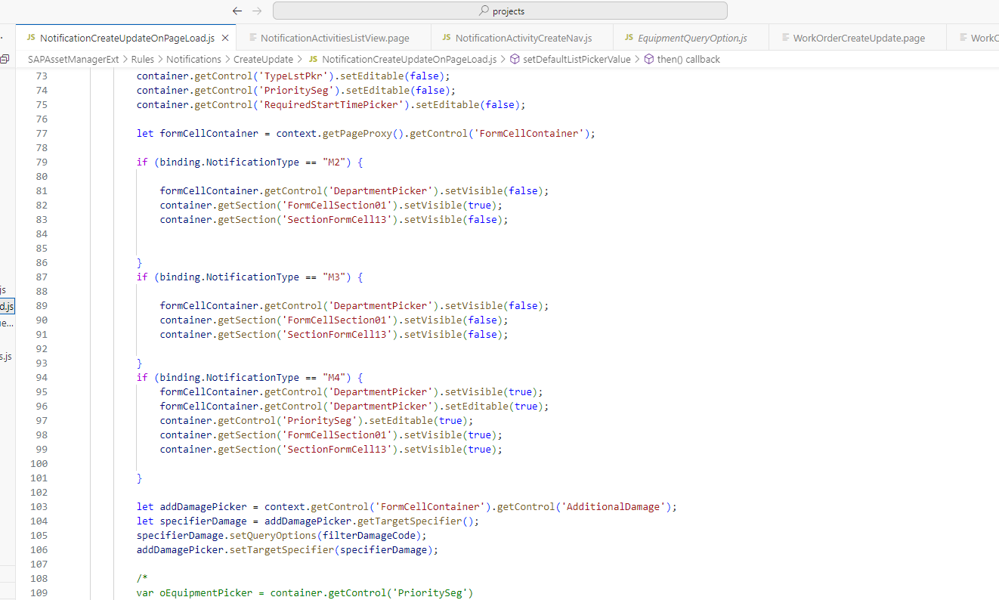 projects
JS NotificationCreateUpdateOnPageLoad.js
NotificationActivitiesListView.page
JS NotificationActivityCreateNav.js
JS EquipmentQueryOption.js
WorkOrderCreateUpdate.page
WorkC
SAPAssetManagerExt > Rules > Notifications > CreateUpdate > JS NotificationCreateUpdateOnPageLoad.js > setDefaultListPickerValue > then() callback
73 container.getControl('TypeLstPkr').setEditable(false);
74 container.getControl('PrioritySeg').setEditable(false);
75 container.getControl('RequiredStartTimePicker').setEditable(false);
76
77 let formCellContainer = context.getPageProxy().getControl('FormCellContainer');
78
79 if (binding.NotificationType == "M2") {
80
81 formCellContainer.getControl('DepartmentPicker').setVisible(false);
82 container.getSection('FormCellSection01').setVisible(true);
83 container.getSection('SectionFormCell13').setVisible(false);
84
85
86 }
87 if (binding.NotificationType == "M3") {
88
js
89 formCellContainer.getControl('DepartmentPicker').setVisible(false);
d.js
90 container.getSection('FormCellSection01').setVisible(false);
ue...
91 container.getSection('SectionFormCell13').setVisible(false);
92
s.js
93 }
94 if (binding.NotificationType == "M4") {
95 formCellContainer.getControl('DepartmentPicker').setVisible(true);
96 formCellContainer.getControl('DepartmentPicker').setEditable(true);
97 container.getControl('PrioritySeg').setEditable(true);
98 container.getSection('FormCellSection01').setVisible(true);
99 container.getSection('SectionFormCell13').setVisible(true);
100
101 }
102
103 let addDamagePicker = context.getControl('FormCellContainer').getControl('AdditionalDamage');
104 let specifierDamage = addDamagePicker.getTargetSpecifier();
105 specifierDamage.setQueryOptions(filterDamageCode);
106 addDamagePicker.setTargetSpecifier(specifierDamage);
107
108 /*
109 var oEquipmentPicker = container.getControl('PrioritySeg')